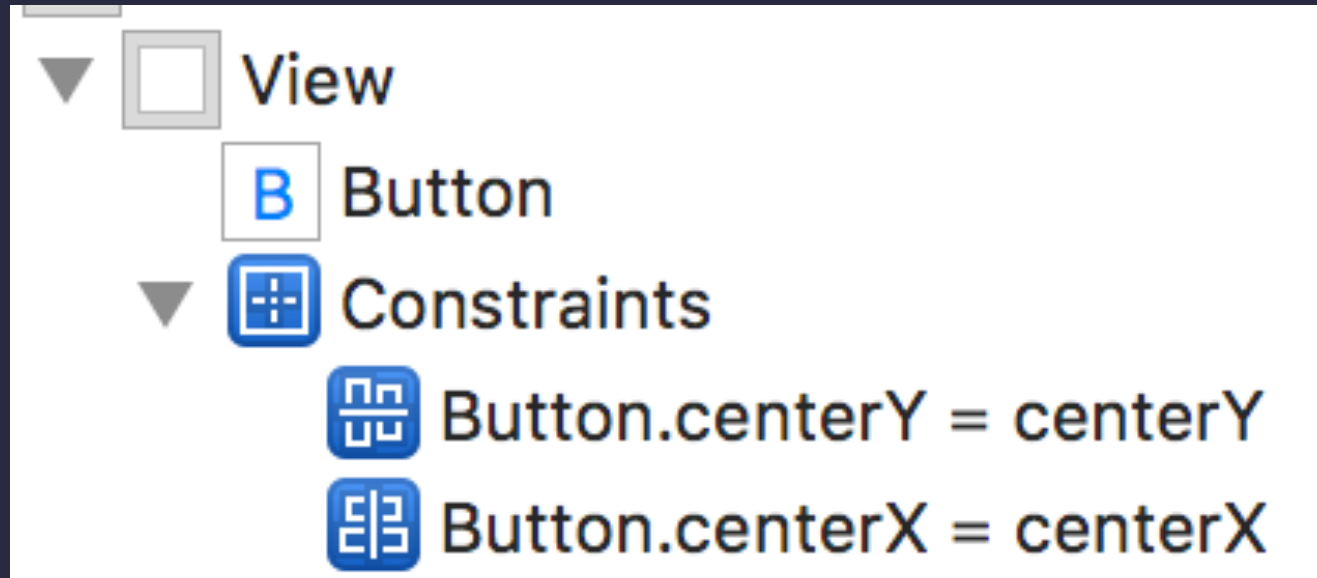 View
B Button
Constraints
Button.centerY = centerY
Button.centerX = centerX